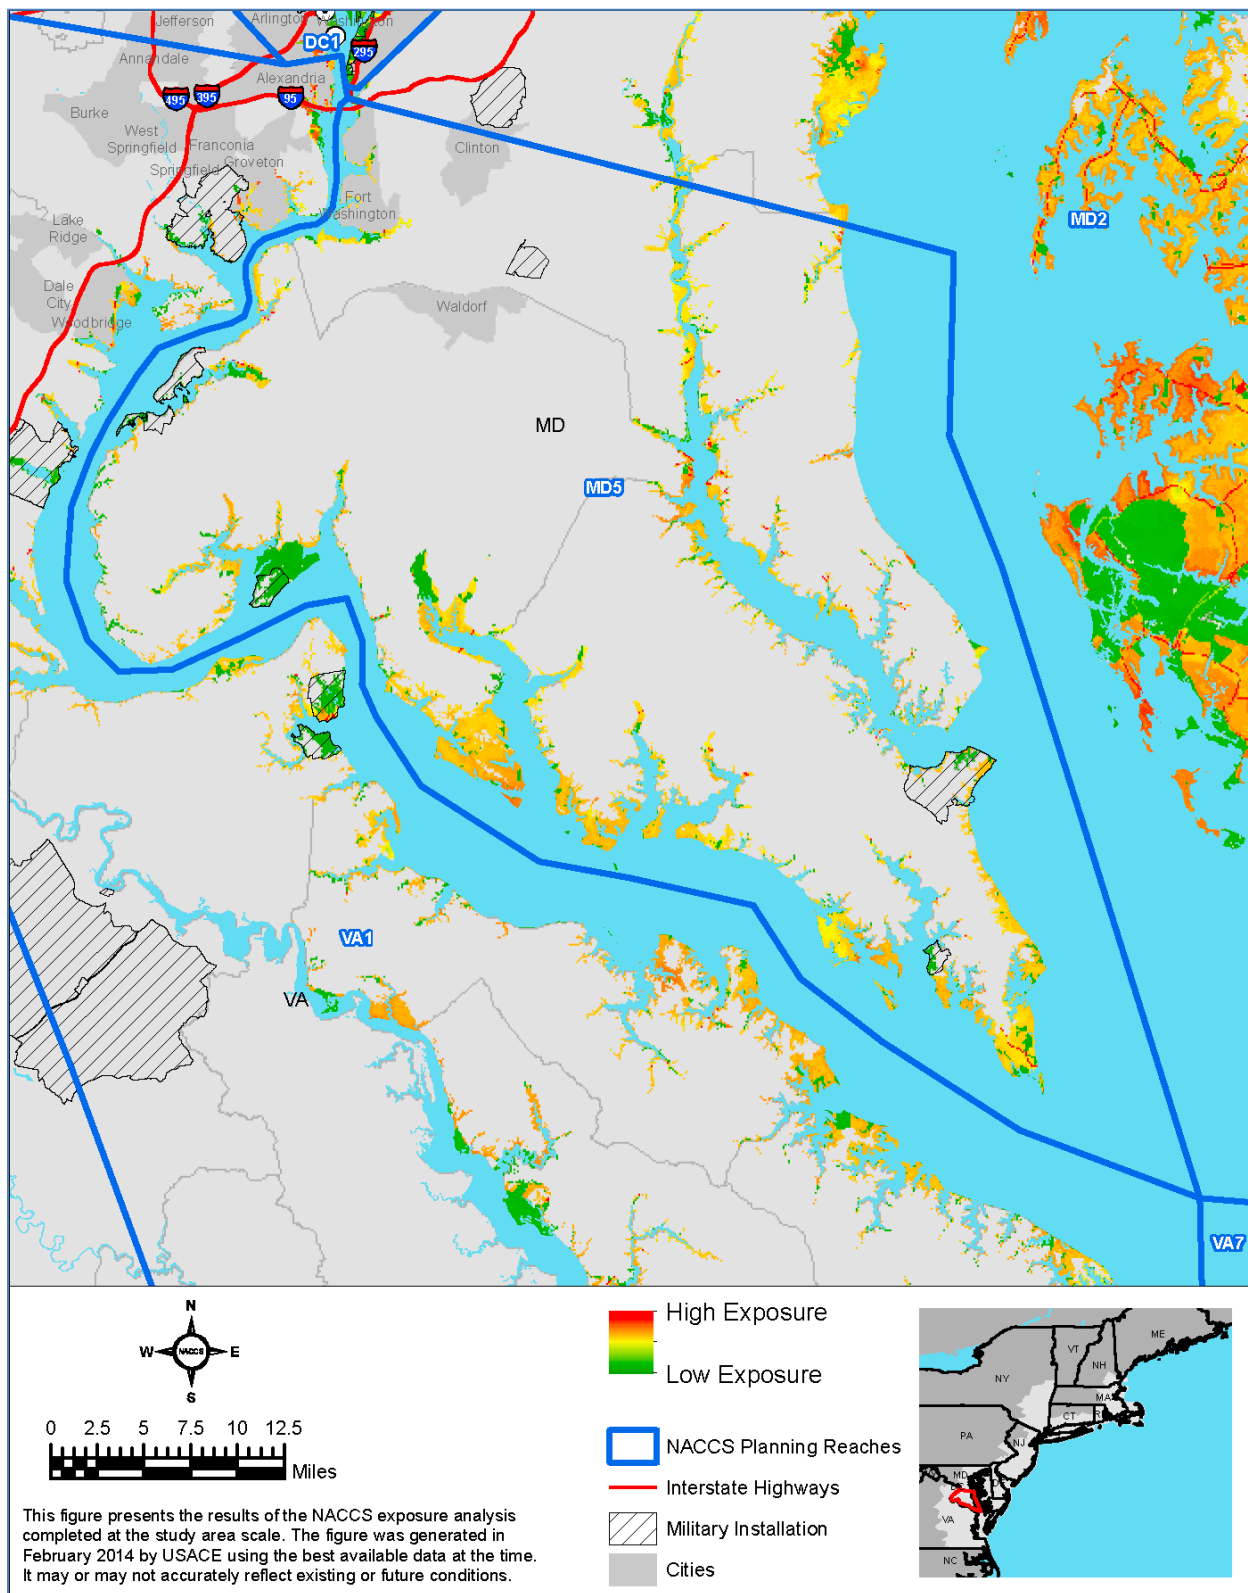 Jefferson
Arlington
Washington
DC1
295
Annandale
Alexandria
495
395
95
Burke
West
Springfield
Franconia
Clinton
Springfield
Groveton
Fort
Washington
Lake
Ridge
MD2
Dale
City
Woodbridge
Waldorf
MD
MD5
VA1
VA
VA7
N
W
NACCS
E
S
0 2.5 5 7.5 10 12.5
Miles
This figure presents the results of the NACCS exposure analysis
completed at the study area scale. The figure was generated in
February 2014 by USACE using the best available data at the time.
It may or may not accurately reflect existing or future conditions.
High Exposure
Low Exposure
NACCS Planning Reaches
Interstate Highways
Military Installation
Cities
ME
VT
NH
NY
MA
CT
PA
NJ
MD
VA
NC